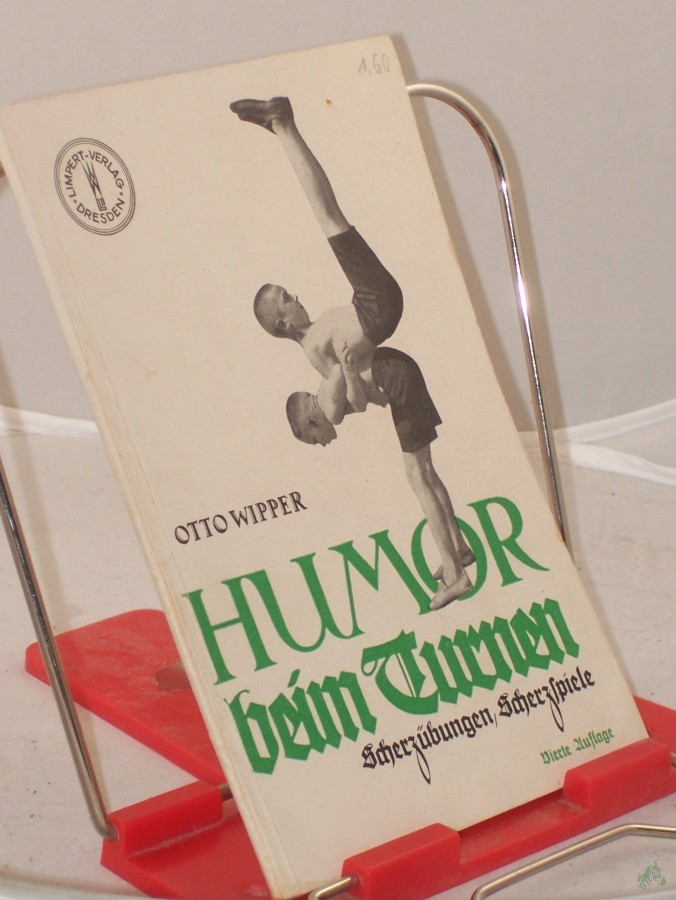 1,60
LIMPERT-VERLAG
DRESDEN
OTTO WIPPER
HUMOR
beim Turnen
Scherzübungen, Scherzspiele
Vierte Auflage